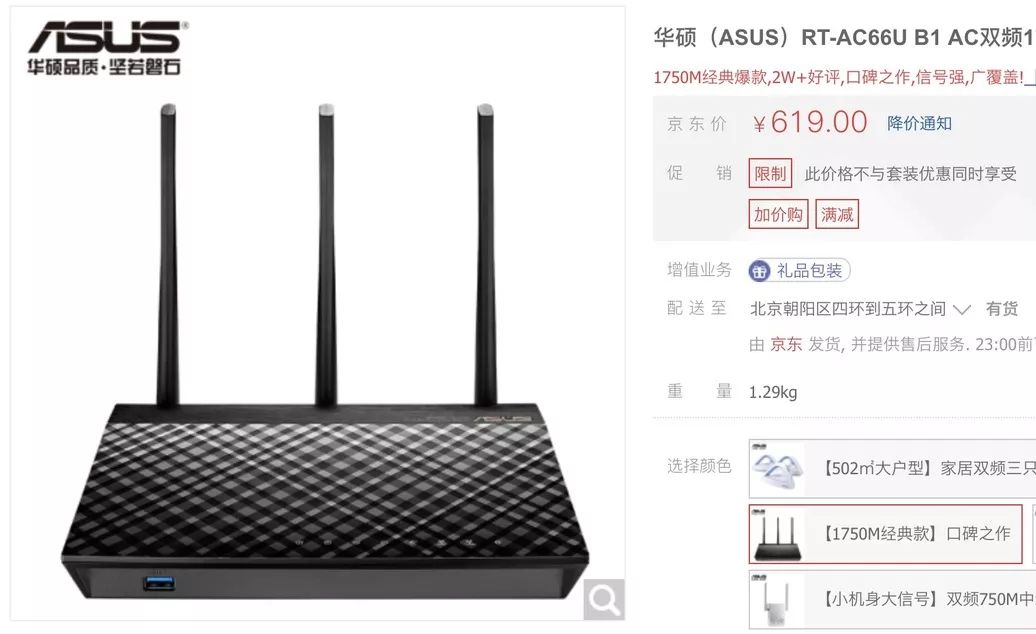 ASUS®
华硕品质·坚若磐石
ASUS
华硕（ASUS）RT-AC66U B1 AC双频1
1750M经典爆款,2W+好评,口碑之作,信号强,广覆盖!
京东价 ¥619.00 降价通知
促销 限制 此价格不与套装优惠同时享受
加价购 满减
增值业务 礼品包装
配送至 北京朝阳区四环到五环之间 有货
由 京东 发货, 并提供售后服务. 23:00前
重量 1.29kg
选择颜色 ASUS 【502㎡大户型】家居双频三只
ASUS 【1750M经典款】口碑之作
ASUS 【小机身大信号】双频750M中